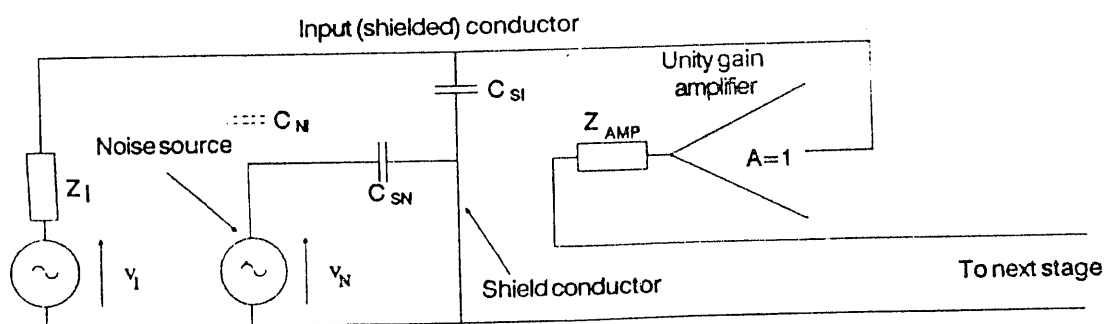 Input (shielded) conductor
Unity gain
amplifier
C SI
C NI
Z AMP
Noise source
A=1
Z I
C SN
v I
v N
Shield conductor
To next stage